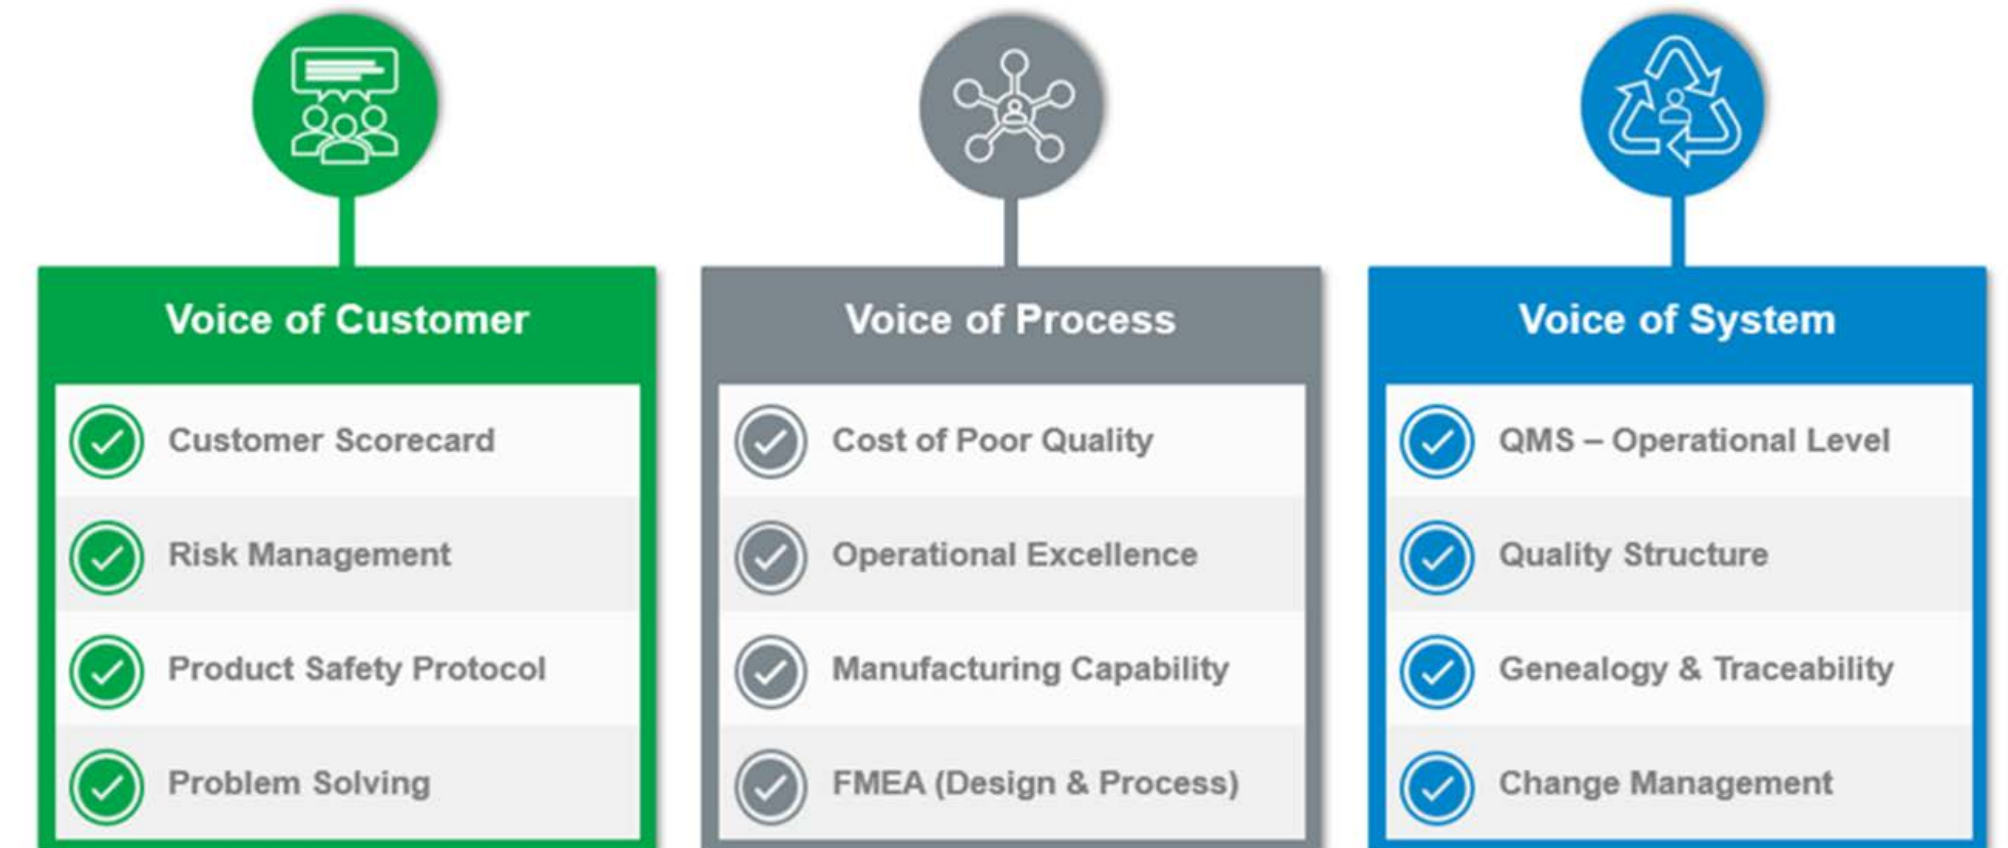 Voice of Customer
Customer Scorecard
Risk Management
Product Safety Protocol
Problem Solving
Voice of Process
Cost of Poor Quality
Operational Excellence
Manufacturing Capability
FMEA (Design & Process)
Voice of System
QMS – Operational Level
Quality Structure
Genealogy & Traceability
Change Management